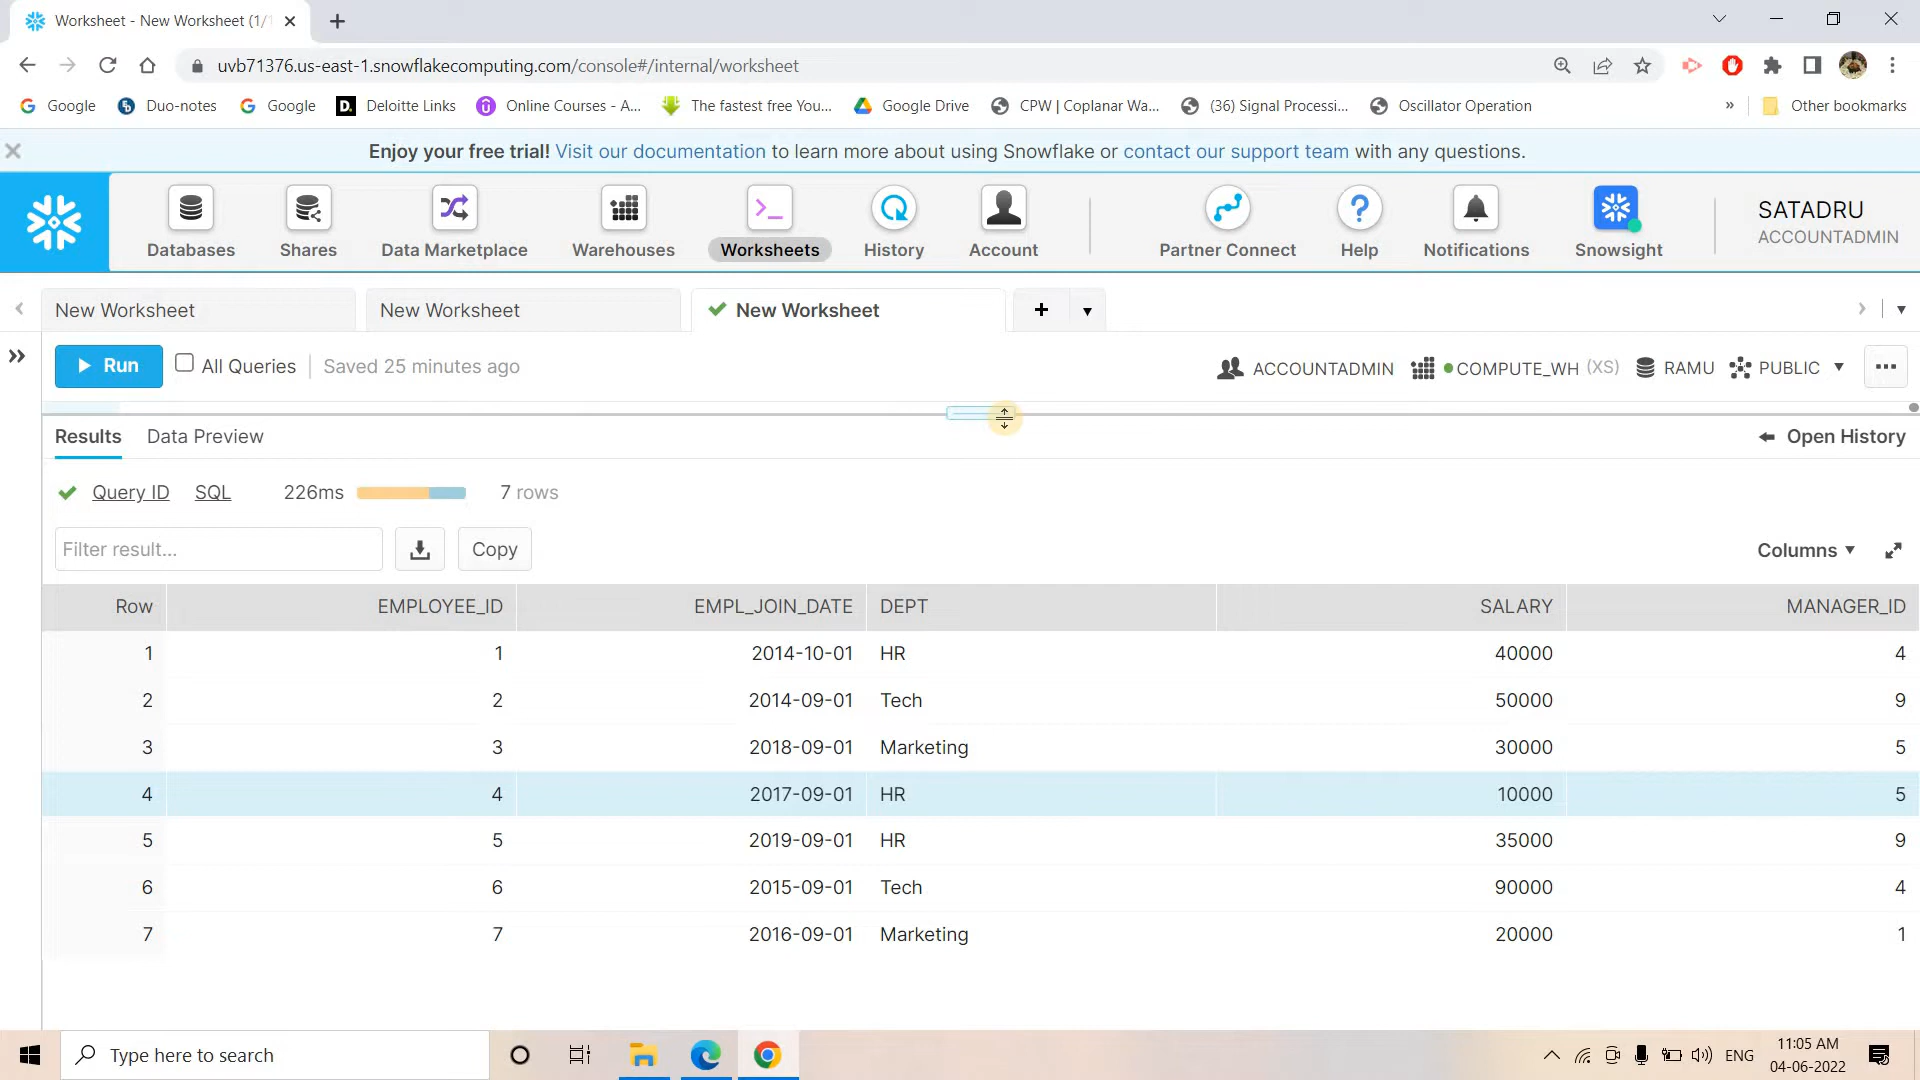 Worksheet - New Worksheet (1/1
uvb71376.us-east-1.snowflakecomputing.com/console#/internal/worksheet
Google Duo-notes Google Deloitte Links Online Courses - A... The fastest free You... Google Drive CPW | Coplanar Wa... (36) Signal Processi... Oscillator Operation » Other bookmarks
Enjoy your free trial! Visit our documentation to learn more about using Snowflake or contact our support team with any questions.
Databases Shares Data Marketplace Warehouses Worksheets History Account Partner Connect Help Notifications Snowsight
SATADRU
ACCOUNTADMIN
New Worksheet New Worksheet New Worksheet
Run All Queries Saved 25 minutes ago ACCOUNTADMIN COMPUTE_WH (XS) RAMU PUBLIC
Results Data Preview Open History
Query ID SQL 226ms 7 rows
Filter result... Copy Columns
Row EMPLOYEE_ID EMPL_JOIN_DATE DEPT SALARY MANAGER_ID
1 1 2014-10-01 HR 40000 4
2 2 2014-09-01 Tech 50000 9
3 3 2018-09-01 Marketing 30000 5
4 4 2017-09-01 HR 10000 5
5 5 2019-09-01 HR 35000 9
6 6 2015-09-01 Tech 90000 4
7 7 2016-09-01 Marketing 20000 1
Type here to search ENG 11:05 AM
04-06-2022